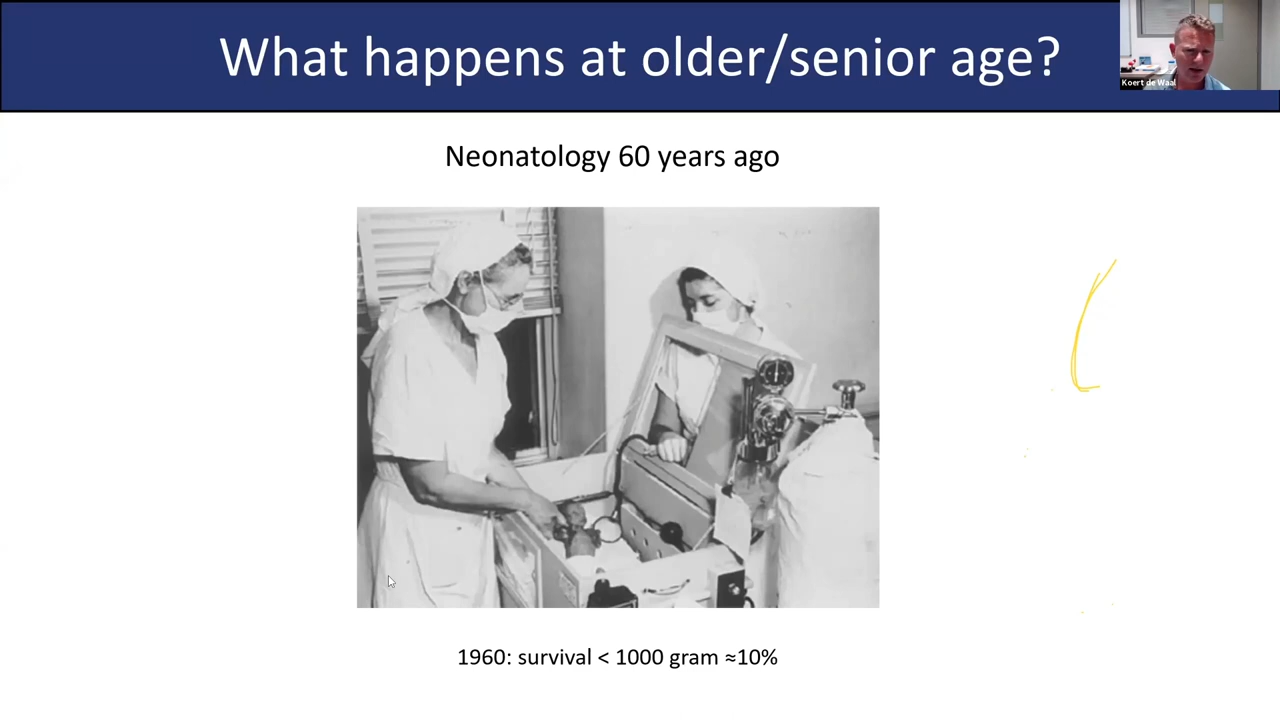 What happens at older/senior age?
Koert de Waal
Neonatology 60 years ago
1960: survival < 1000 gram ≈10%